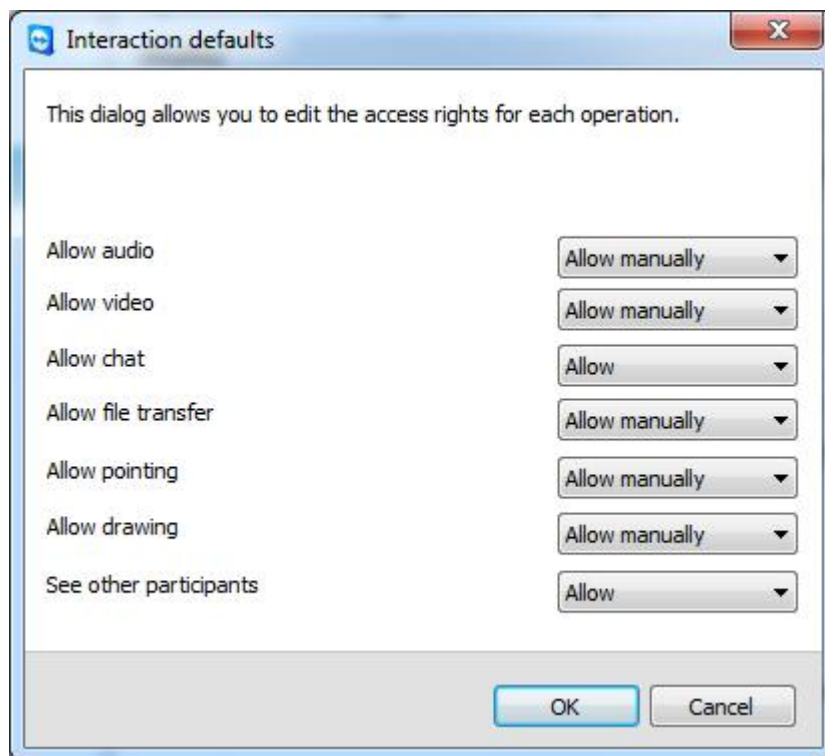 Interaction defaults
This dialog allows you to edit the access rights for each operation.
Allow audio Allow manually
Allow video Allow manually
Allow chat Allow
Allow file transfer Allow manually
Allow pointing Allow manually
Allow drawing Allow manually
See other participants Allow
OK Cancel